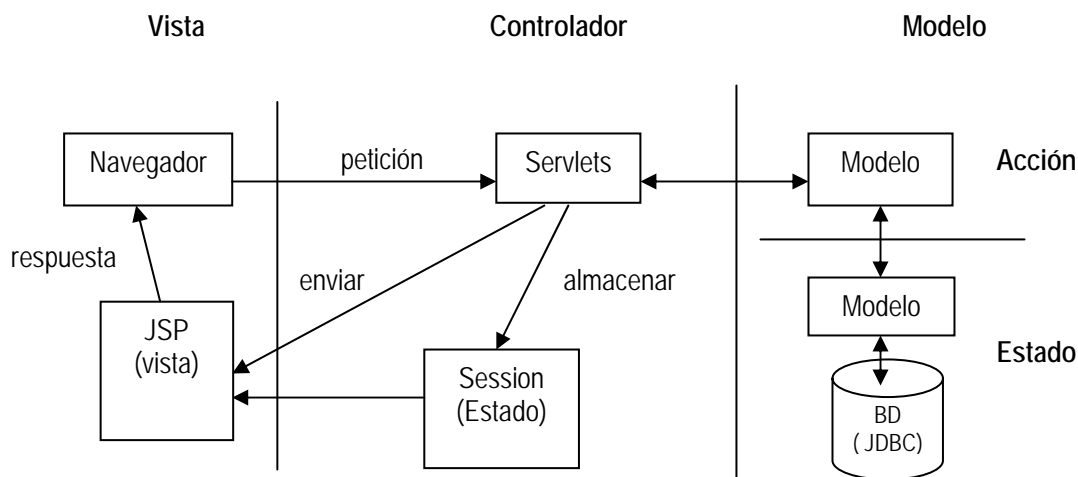 Vista
Controlador
Modelo
Navegador
petición
Servlets
Modelo
Acción
respuesta
enviar
almacenar
Modelo
JSP
(vista)
Session
(Estado)
Estado
BD
( JDBC)